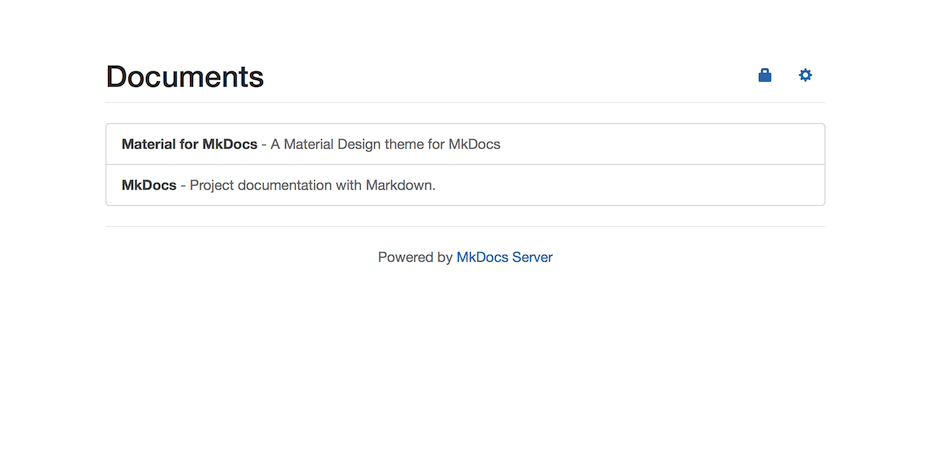 Documents
Material for MkDocs - A Material Design theme for MkDocs
MkDocs - Project documentation with Markdown.
Powered by MkDocs Server